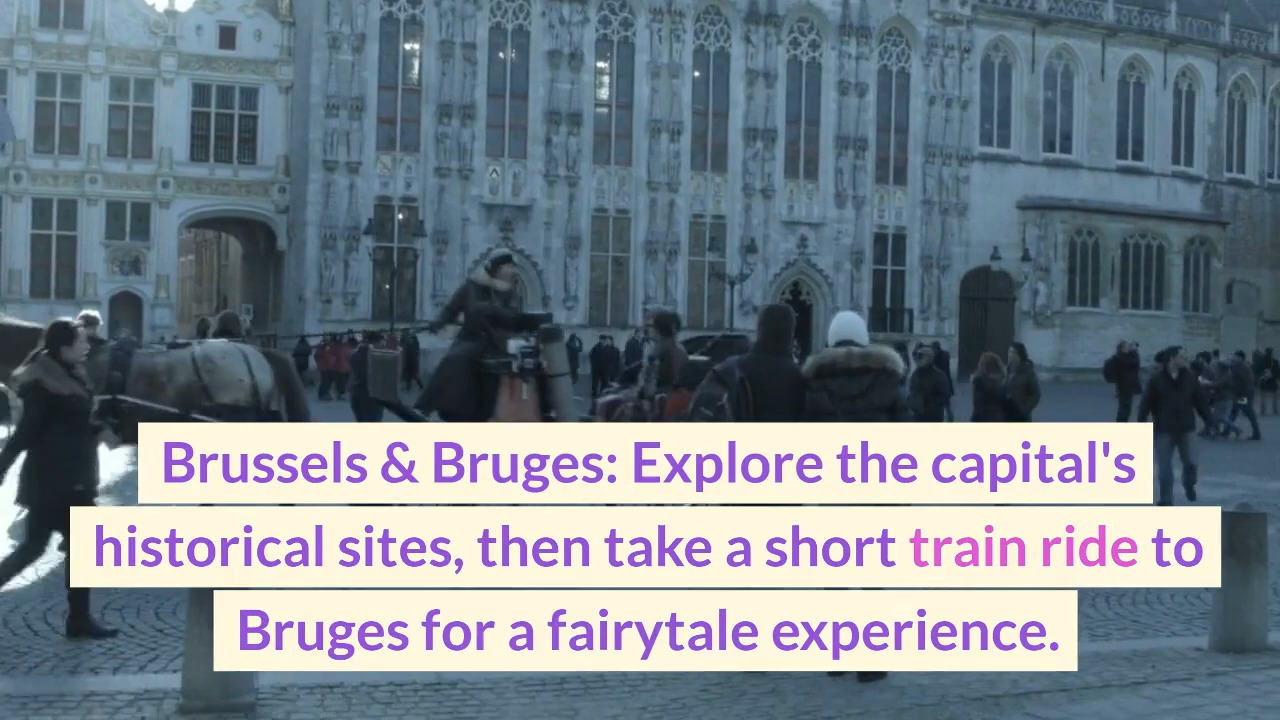 Brussels & Bruges: Explore the capital's
historical sites, then take a short train ride to
Bruges for a fairytale experience.